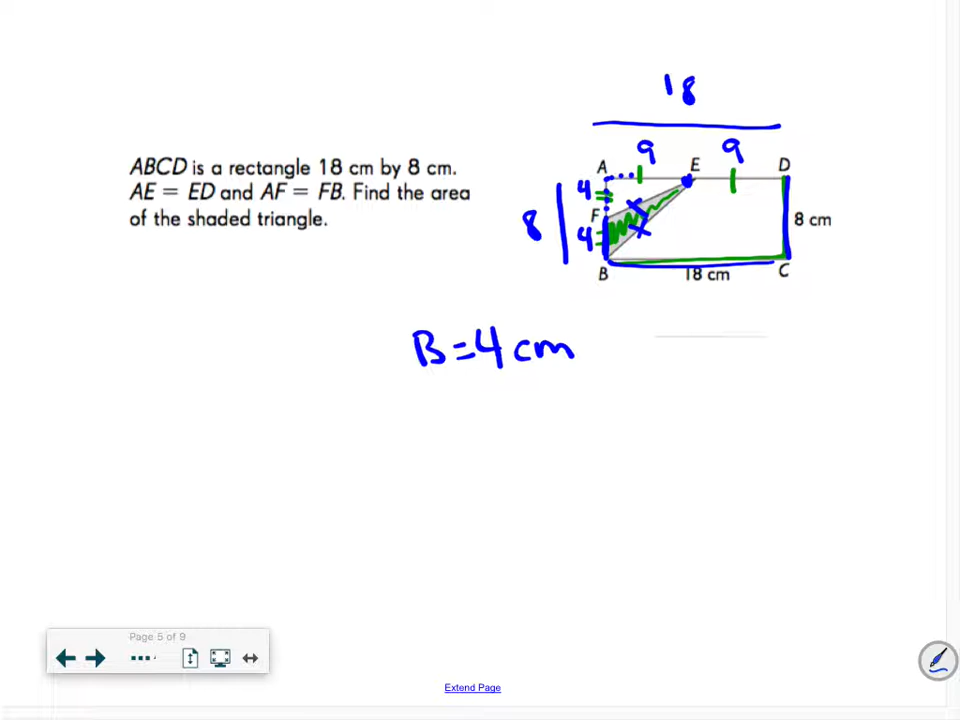 18
9 9
A E D
ABCD is a rectangle 18 cm by 8 cm.
AE = ED and AF = FB. Find the area
of the shaded triangle.
4
F
8
4
8 cm
B 18 cm C
B=4 cm
Page 5 of 9
Extend Page